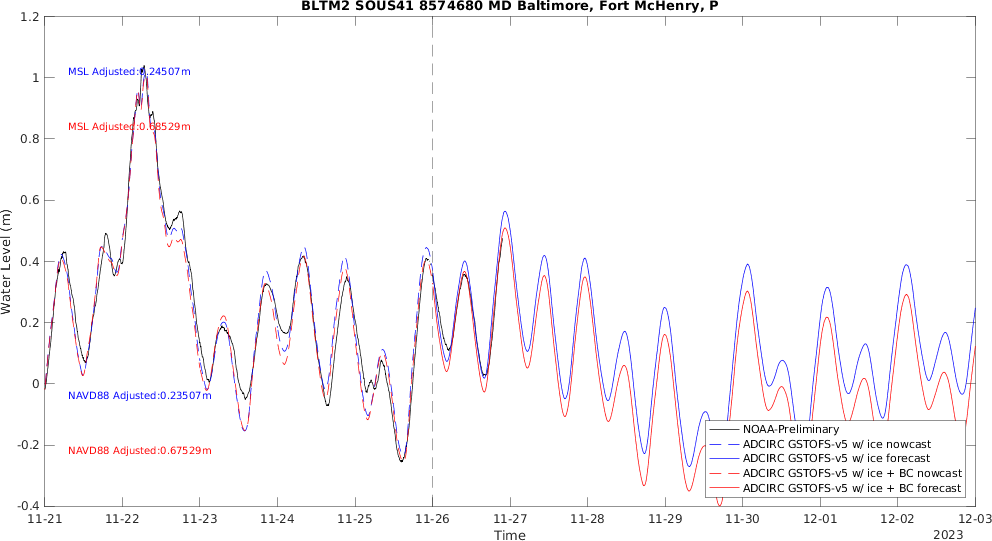 BLTM2 SOUS41 8574680 MD Baltimore, Fort McHenry, P
1.2
1
0.8
0.6
0.4
0.2
0
-0.2
-0.4
Water Level (m)
MSL Adjusted:0.24507m
MSL Adjusted:0.68529m
NAVD88 Adjusted:0.23507m
NAVD88 Adjusted:0.67529m
NOAA-Preliminary
ADCIRC GSTOFS-v5 w/ ice nowcast
ADCIRC GSTOFS-v5 w/ ice forecast
ADCIRC GSTOFS-v5 w/ice + BC nowcast
ADCIRC GSTOFS-v5 w/ice + BC forecast
11-21 11-22 11-23 11-24 11-25 11-26 11-27 11-28 11-29 11-30 12-01 12-02 12-03
Time
2023